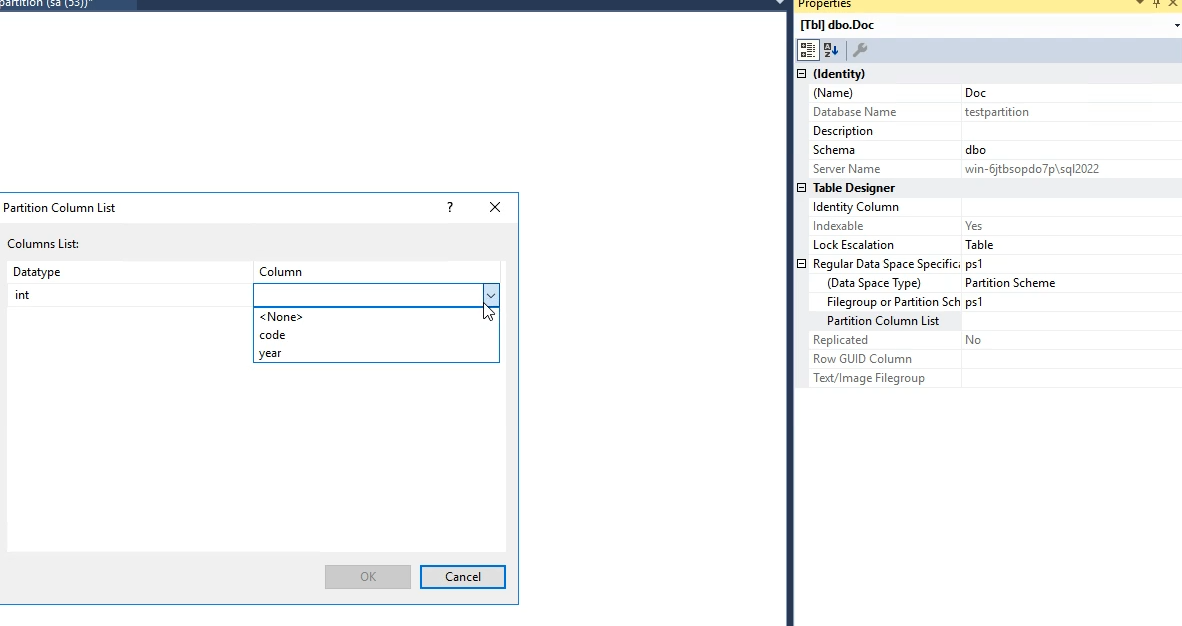 partition (sa (53))*
Partition Column List
?
Columns List:
Datatype Column
int
<None>
code
year
OK Cancel
Properties
[Tbl] dbo.Doc
(Identity)
(Name) Doc
Database Name testpartition
Description
Schema dbo
Server Name win-6jtbsopdo7p\sql2022
Table Designer
Identity Column
Indexable Yes
Lock Escalation Table
Regular Data Space Specific ps1
(Data Space Type) Partition Scheme
Filegroup or Partition Sch ps1
Partition Column List
Replicated No
Row GUID Column
Text/Image Filegroup